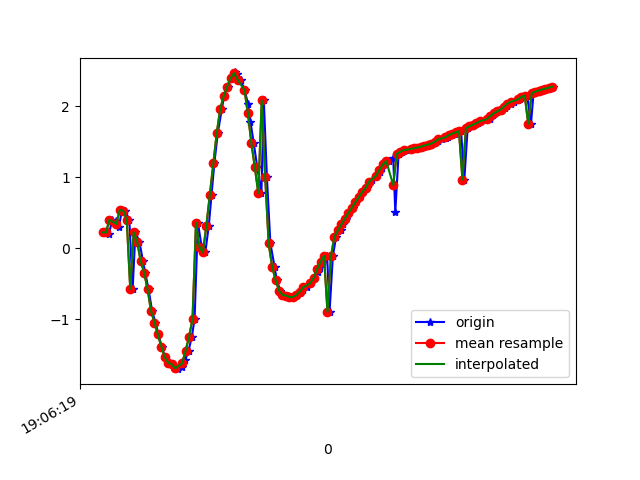 2
1
0
−1
19:06:19
0
origin
mean resample
interpolated